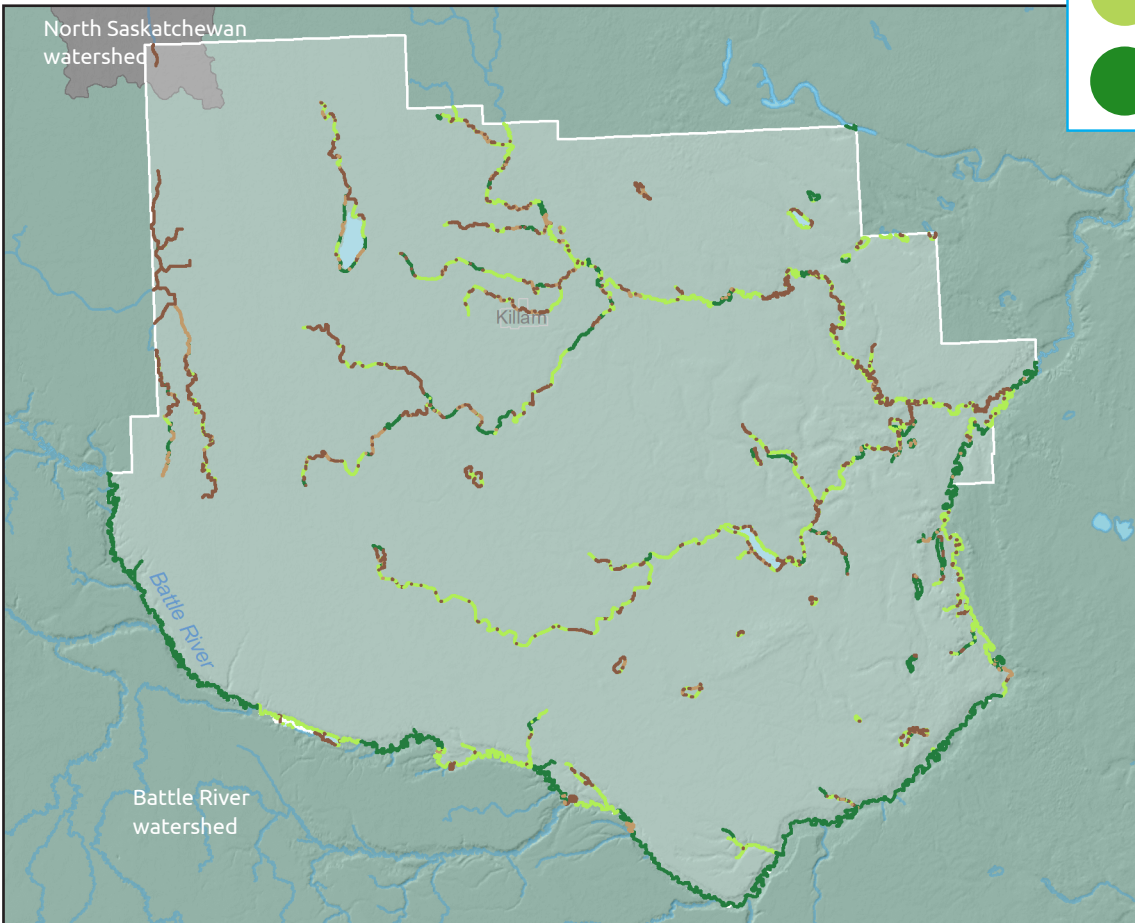 North Saskatchewan
watershed
Killam
Battle River
Battle River
watershed